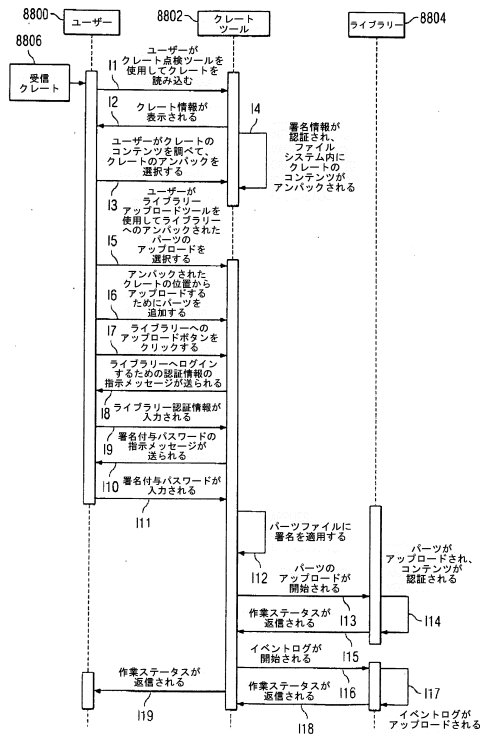 8800
ユーザー
8802
クレート
ツール
ライブラリー
8804
8806
受信
クレート
ユーザーが
クレート点検ツールを
使用してクレートを
読み込む
I1
I2
クレート情報が
表示される
I4
署名情報が
認証され、
ファイル
システム内に
クレートの
コンテンツが
アンパックされる
ユーザーがクレートの
コンテンツを調べて、
クレートのアンパックを
選択する
I3
ユーザーが
ライブラリー
アップロードツールを
使用してライブラリー
へのアンパックされた
パーツの
アップロードを
選択する
I5
アンパックされた
クレートの位置から
アップロードする
ためにパーツを
追加する
I6
I7
ライブラリーへの
アップロードボタンを
クリックする
ライブラリーへログイン
するための認証情報の
指示メッセージが送られる
I8
ライブラリー認証情報が
入力される
I9
署名付与パスワードの
指示メッセージが
送られる
I10
署名付与パスワードが
入力される
I11
パーツファイルに
署名を適用する
I12
パーツが
アップロードされ、
コンテンツが
認証される
パーツの
アップロードが
開始される
I13
I14
作業ステータスが
返信される
I15
イベントログが
開始される
I16
I17
作業ステータスが
返信される
I19
作業ステータスが
返信される
I18
イベントログが
アップロードされる